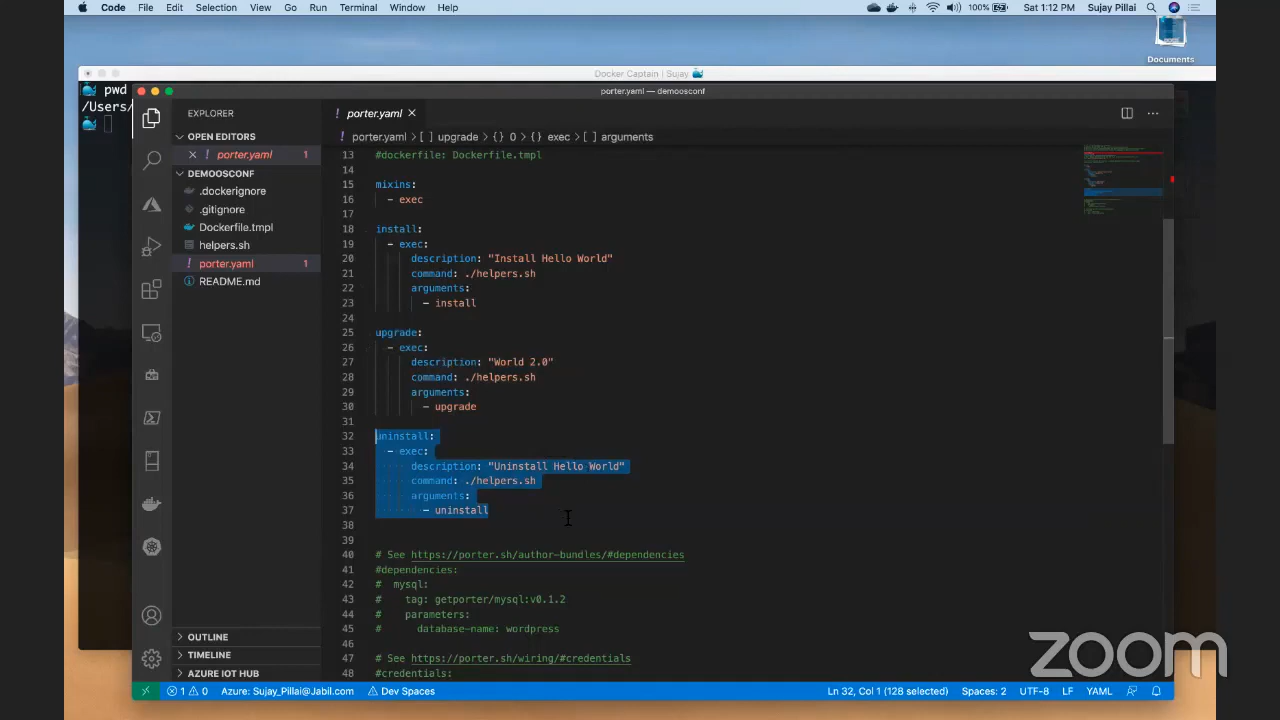 Code File Edit Selection View Go Run Terminal Window Help 100% Sat 1:12 PM Sujay Pillai
Documents
Docker Captain | Sujay
pwd
/Users/
porter.yaml — demoosconf
EXPLORER
porter.yaml
OPEN EDITORS
porter.yaml > [ ] upgrade > {} 0 > {} exec > [ ] arguments
porter.yaml 1
DEMOOSCONF
.dockerignore
.gitignore
Dockerfile.tmpl
helpers.sh
porter.yaml 1
README.md
13 #dockerfile: Dockerfile.tmpl
14
15 mixins:
16 - exec
17
18 install:
19 - exec:
20 description: "Install Hello World"
21 command: ./helpers.sh
22 arguments:
23 - install
24
25 upgrade:
26 - exec:
27 description: "World 2.0"
28 command: ./helpers.sh
29 arguments:
30 - upgrade
31
32 uninstall:
33 - exec:
34 description: "Uninstall Hello World"
35 command: ./helpers.sh
36 arguments:
37 - uninstall
38
39
40 # See https://porter.sh/author-bundles/#dependencies
41 #dependencies:
42 # mysql:
43 # tag: getporter/mysql:v0.1.2
44 # parameters:
45 # database-name: wordpress
46
47 # See https://porter.sh/wiring/#credentials
48 #credentials:
OUTLINE
TIMELINE
AZURE IOT HUB
1 0 Azure: Sujay_Pillai@Jabil.com Dev Spaces Ln 32, Col 1 (128 selected) Spaces: 2 UTF-8 LF YAML
zoom